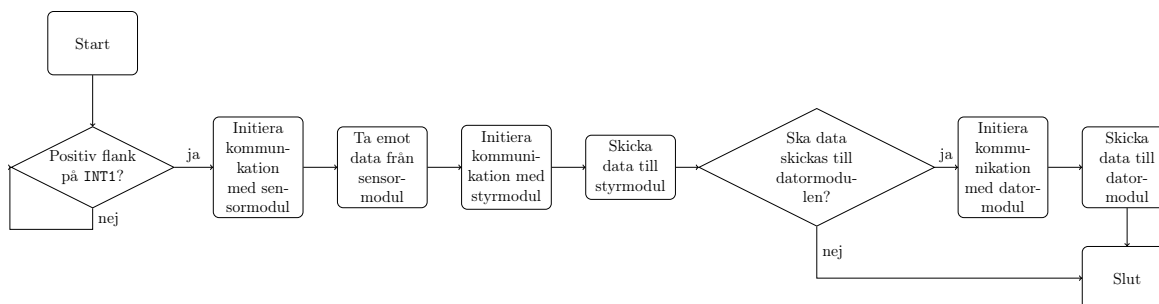 Start
Positiv flank
på INT1?
ja
nej
Initiera
kommun-
kation
med sen-
sormodul
Ta emot
data från
sensor-
modul
Initiera
kommuni-
kation med
styrmodul
Skicka
data till
styrmodul
Ska data
skickas till
datormodu-
len?
ja
nej
Initiera
kommu-
nikation
med dator-
modul
Skicka
data till
dator-
modul
Slut